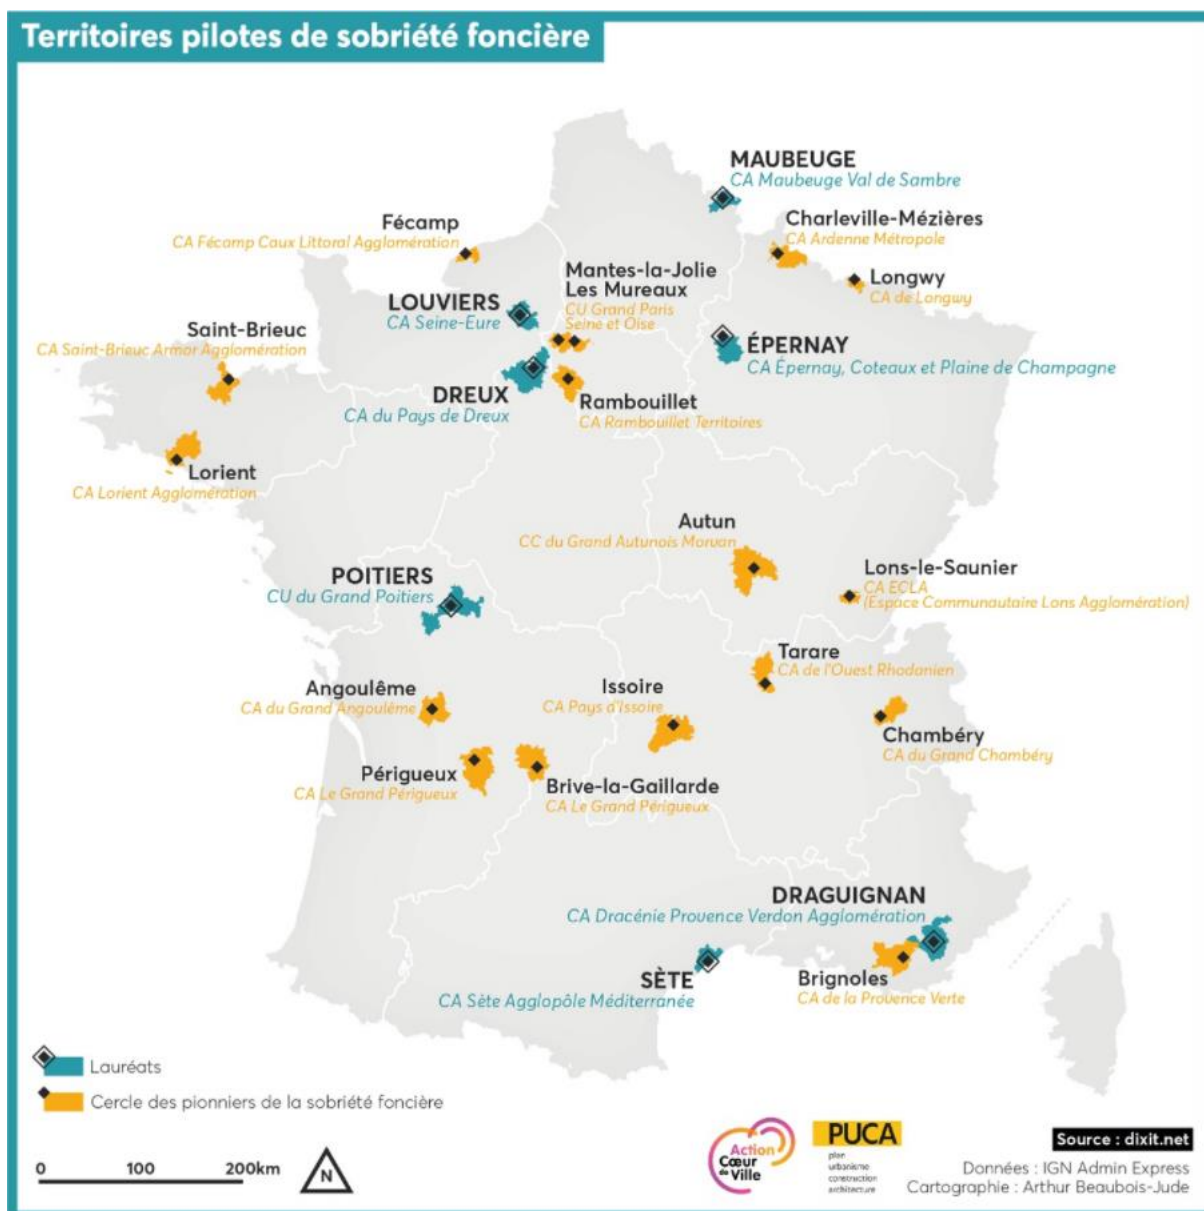 Territoires pilotes de sobriété foncière
MAUBEUGE
CA Maubeuge Val de Sambre
Fécamp
CA Fécamp Caux Littoral Agglomération
Charleville-Mézières
CA Ardenne Métropole
Mantes-la-Jolie
Les Mureaux
CU Grand Paris
Seine et Oise
Longwy
CA de Longwy
LOUVIERS
CA Seine-Eure
Saint-Brieuc
CA Saint-Brieuc Armor Agglomération
ÉPERNAY
CA Épernay, Coteaux et Plaine de Champagne
DREUX
CA du Pays de Dreux
Rambouillet
CA Rambouillet Territoires
Lorient
CA Lorient Agglomération
Autun
CC du Grand Autunois Morvan
Lons-le-Saunier
CA ECLA
(Espace Communautaire Lons Agglomération)
POITIERS
CU du Grand Poitiers
Tarare
CA de l'Ouest Rhodanien
Angoulême
CA du Grand Angoulême
Issoire
CA Pays d'Issoire
Chambéry
CA du Grand Chambéry
Périgueux
CA Le Grand Périgueux
Brive-la-Gaillarde
CA Le Grand Périgueux
DRAGUIGNAN
CA Dracénie Provence Verdon Agglomération
SÈTE
CA Sète Agglopôle Méditerranée
Brignoles
CA de la Provence Verte
Lauréats
Cercle des pionniers de la sobriété foncière
0 100 200km
N
Action
Cœur
de Ville
PUCA
plan
urbanisme
construction
architecture
Source : dixit.net
Données : IGN Admin Express
Cartographie : Arthur Beaubois-Jude